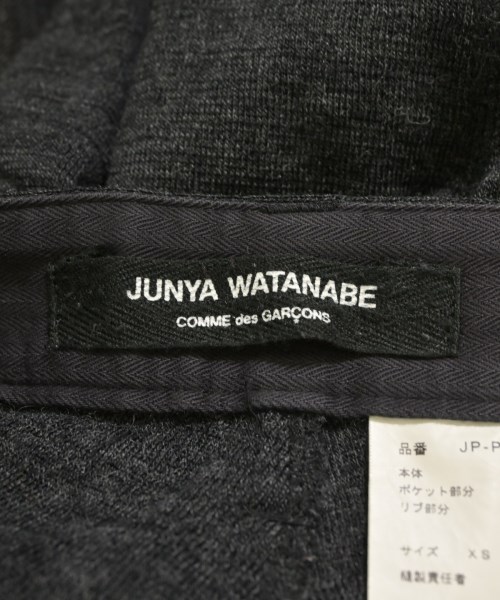 JUNYA WATANABE
COMME des GARÇONS
品番 JP-P
本体
ポケット部分
リブ部分
サイズ XS
縫製責任者